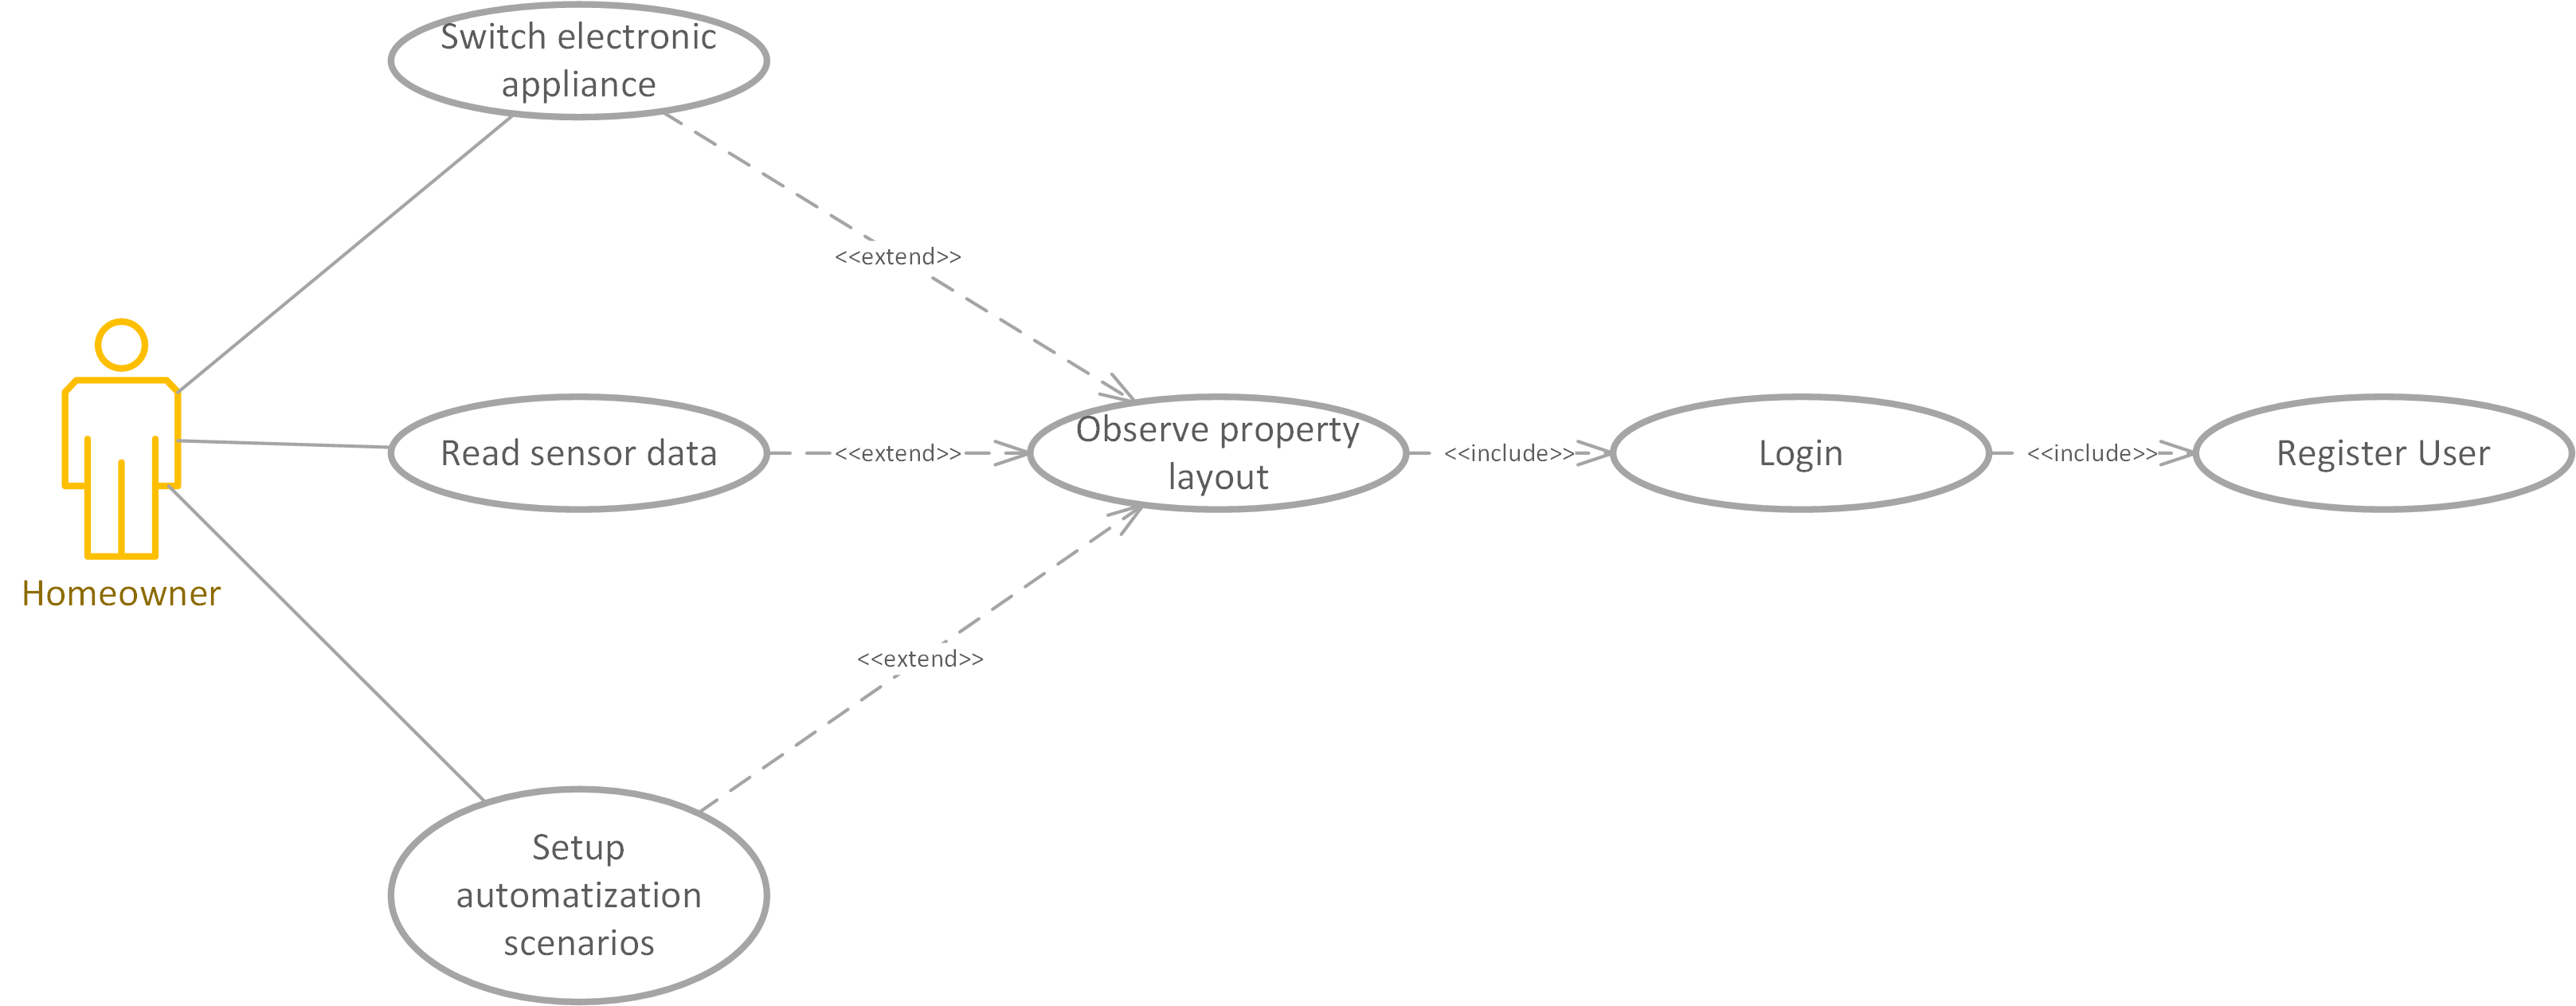 Switch electronic
appliance
<<extend>>
Homeowner
Read sensor data
<<extend>>
Observe property
layout
<<include>>
Login
<<include>>
Register User
<<extend>>
Setup
automatization
scenarios